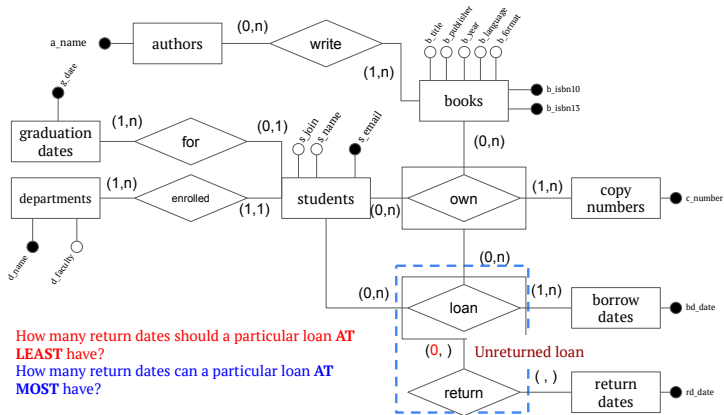 b_title
b_publisher
b_year
b_language
b_format
a_name
authors
(0,n)
write
(1,n)
books
b_isbn10
b_isbn13
g_date
graduation
dates
(1,n)
for
(0,1)
s_join
s_name
s_email
(0,n)
departments
(1,n)
enrolled
(1,1)
students
(0,n)
own
(1,n)
copy
numbers
c_number
d_name
d_faculty
(0,n)
(0,n)
loan
(1,n)
borrow
dates
bd_date
How many return dates should a particular loan AT
LEAST have?
How many return dates can a particular loan AT
MOST have?
(0, )
Unreturned loan
return
( , )
return
dates
rd_date